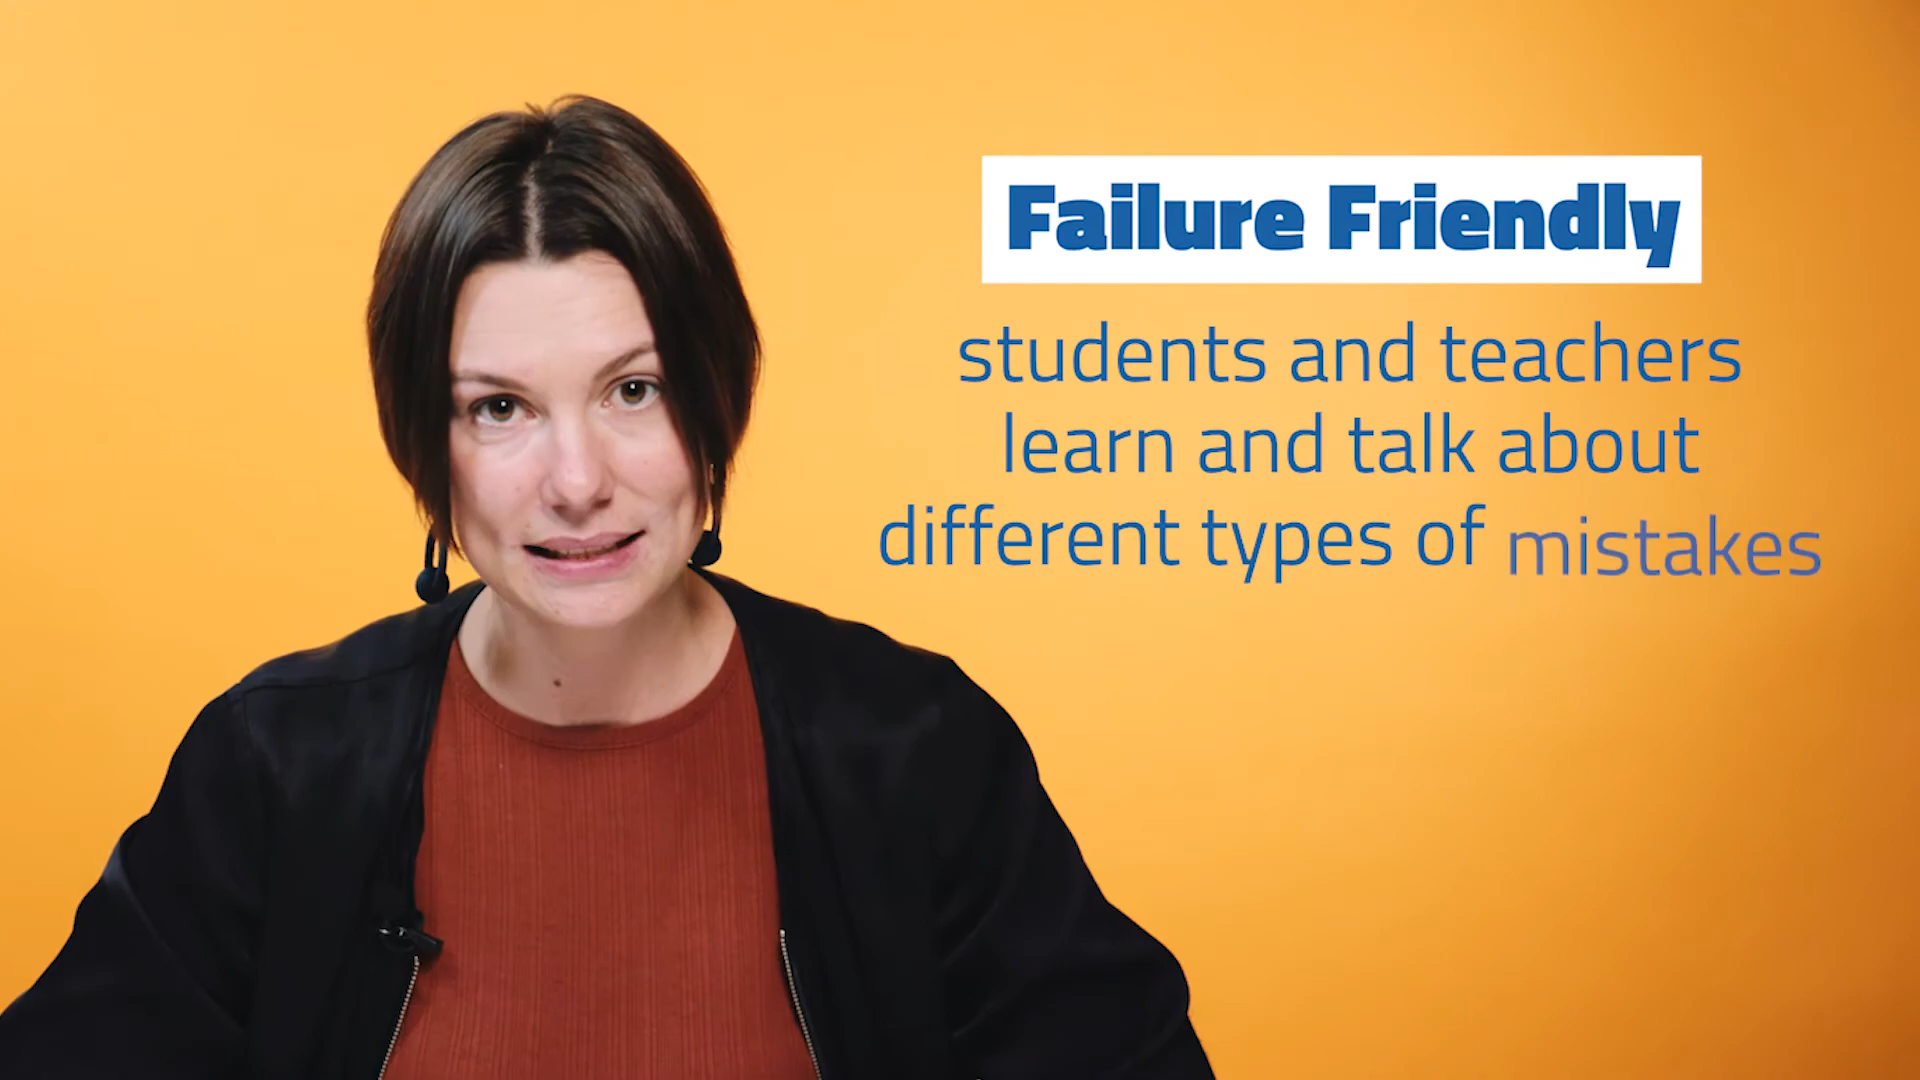 Failure Friendly
students and teachers
learn and talk about
different types of mistakes